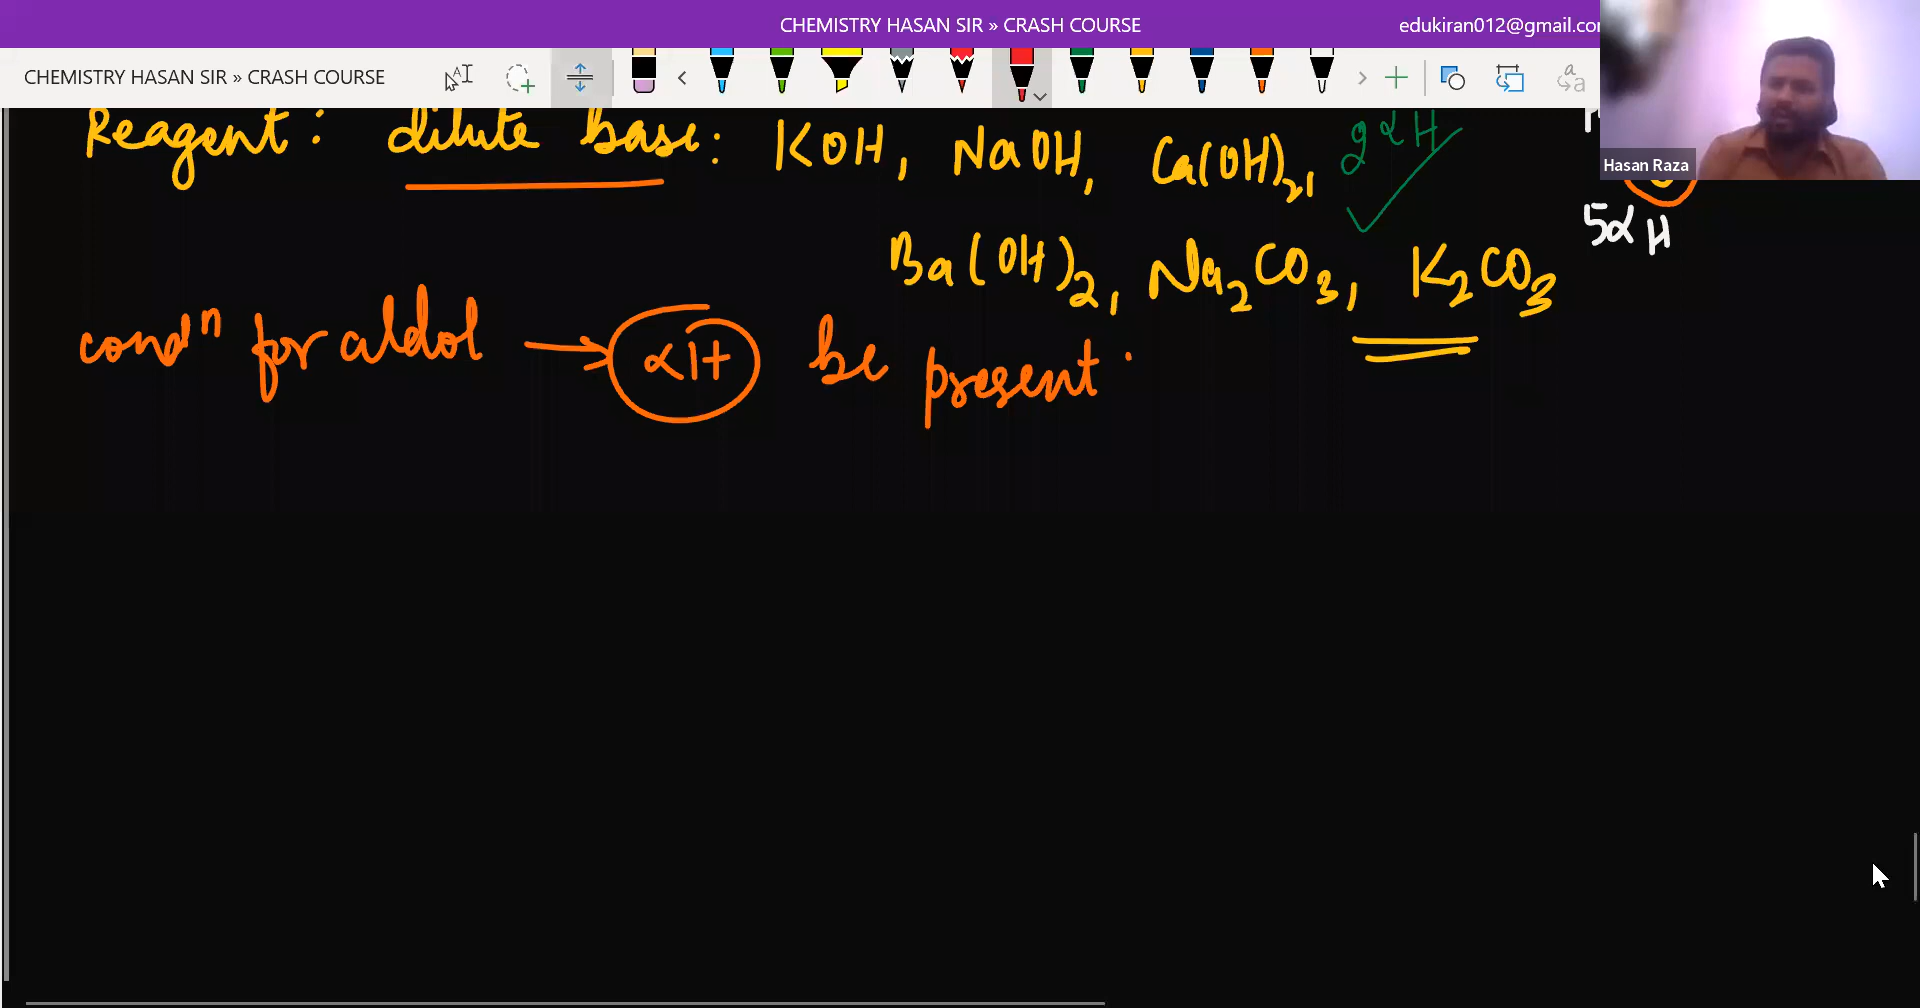 CHEMISTRY HASAN SIR » CRASH COURSE
edukiran012@gmail.co
CHEMISTRY HASAN SIR » CRASH COURSE
Hasan Raza
Reagent : dilute base : KOH, NaOH, Ca(OH)2,
2αH
5αH
Ba(OH)2, Na2CO3, K2CO3
condⁿ for aldol → αH be present .